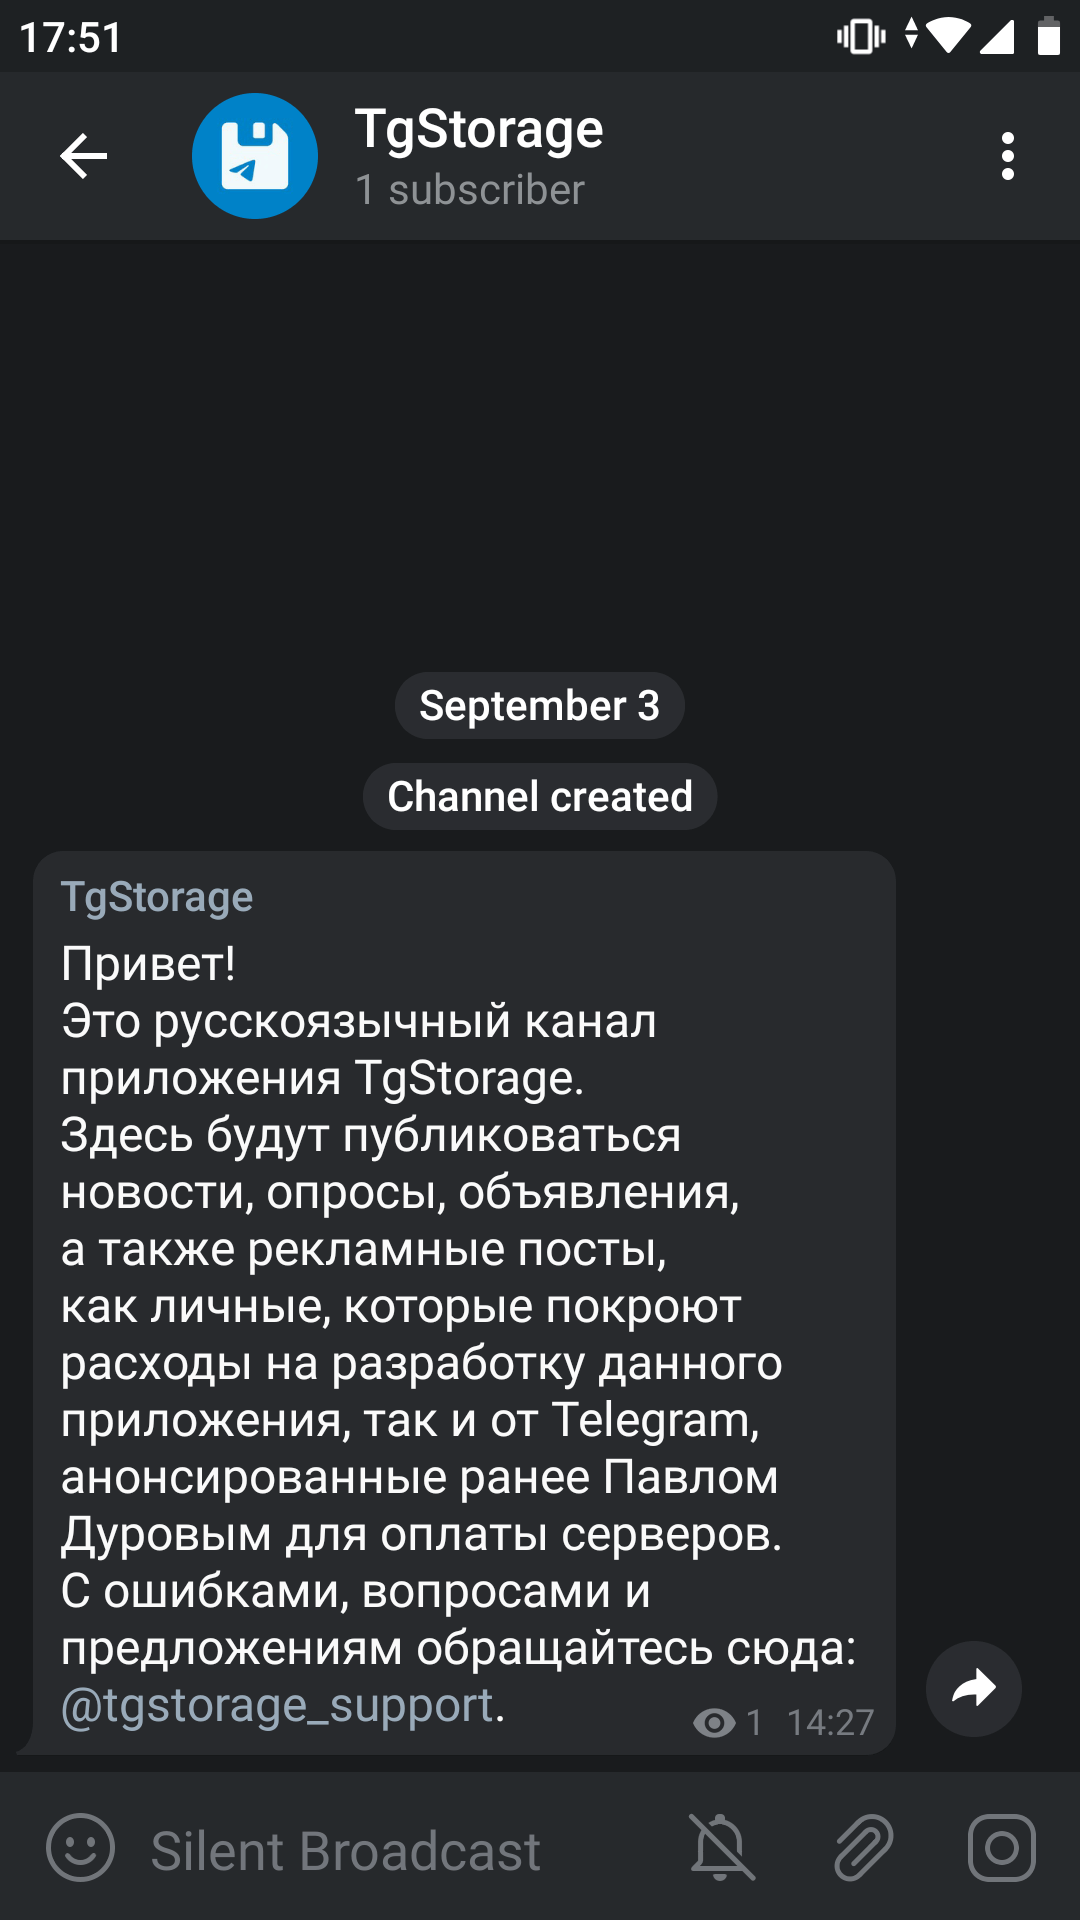 17:51
TgStorage
1 subscriber
September 3
Channel created
TgStorage
Привет!
Это русскоязычный канал
приложения TgStorage.
Здесь будут публиковаться
новости, опросы, объявления,
а также рекламные посты,
как личные, которые покроют
расходы на разработку данного
приложения, так и от Telegram,
анонсированные ранее Павлом
Дуровым для оплаты серверов.
С ошибками, вопросами и
предложениям обращайтесь сюда:
@tgstorage_support.
1 14:27
Silent Broadcast